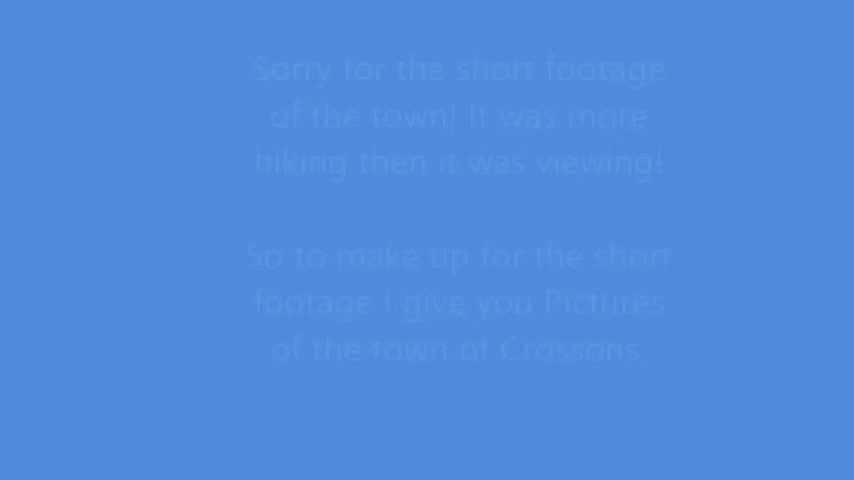 Sorry for the short footage
of the town! It was more
hiking then it was viewing!
So to make up for the short
footage I give you Pictures
of the town of Crossons